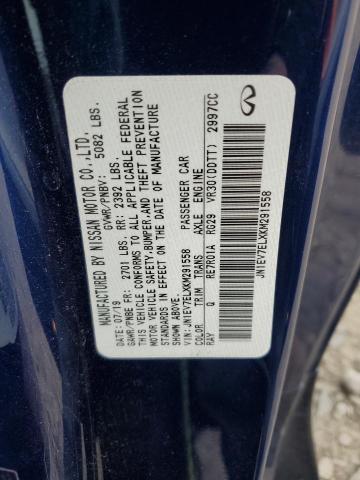 MANUFACTURED BY NISSAN MOTOR CO.,LTD.
07/19 GVWR/PNBV: 5082 LBS.
GAWR/PNBE FR: 2701 LBS. RR: 2392 LBS.
THIS VEHICLE CONFORMS TO ALL APPLICABLE FEDERAL
MOTOR VEHICLE SAFETY,BUMPER,AND THEFT PREVENTION
STANDARDS IN EFFECT ON THE DATE OF MANUFACTURE
SHOWN ABOVE.
VIN: JN1EV7ELXKM291558 PASSENGER CAR
COLOR TRIM TRANS AXLE ENGINE
RAY Q RE7R01A RG29 VR30(DDTT) 2997CC
JN1EV7ELXKM291558